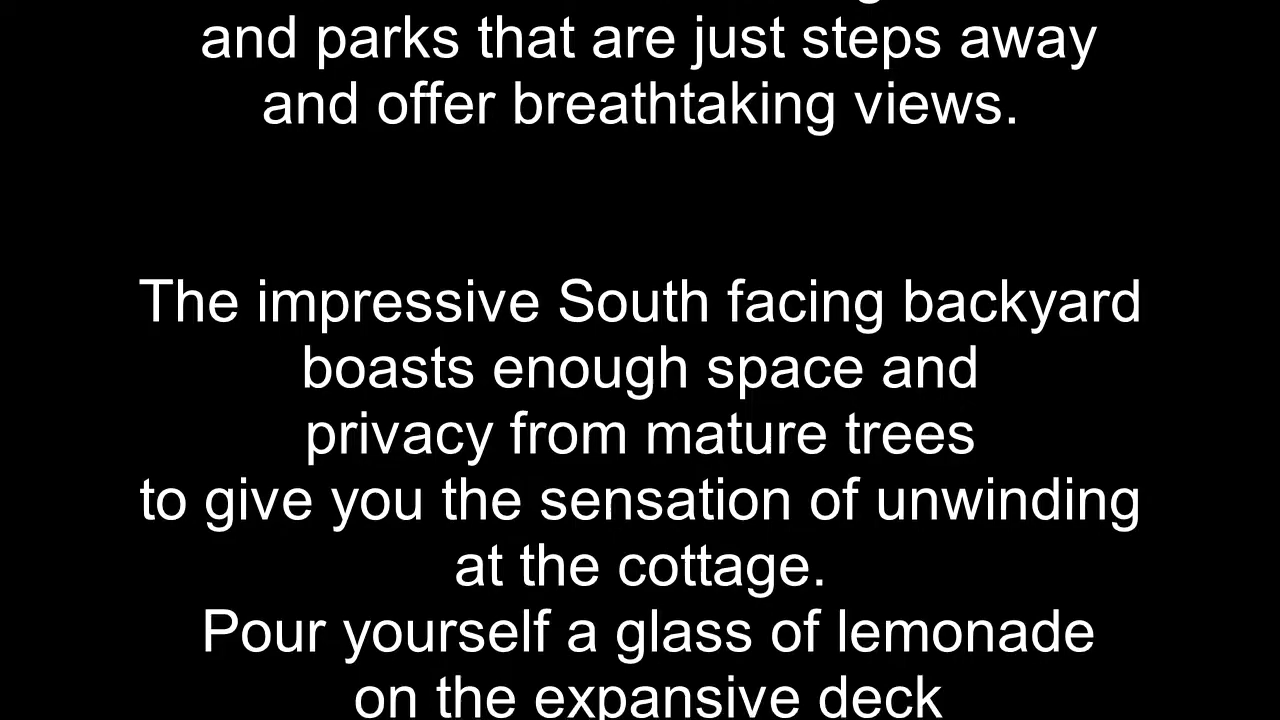 and parks that are just steps away
and offer breathtaking views.
The impressive South facing backyard
boasts enough space and
privacy from mature trees
to give you the sensation of unwinding
at the cottage.
Pour yourself a glass of lemonade
on the expansive deck